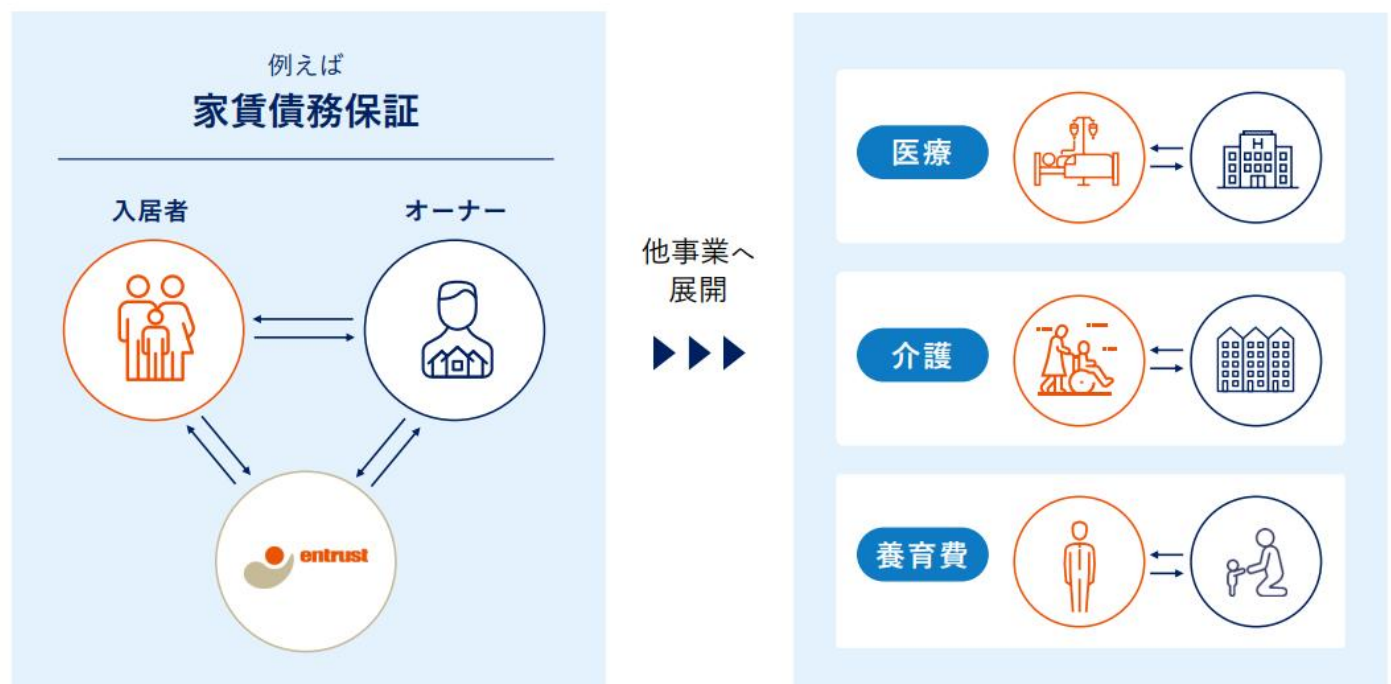 例えば
家賃債務保証
入居者
オーナー
entrust
他事業へ
展開
医療
H
介護
養育費